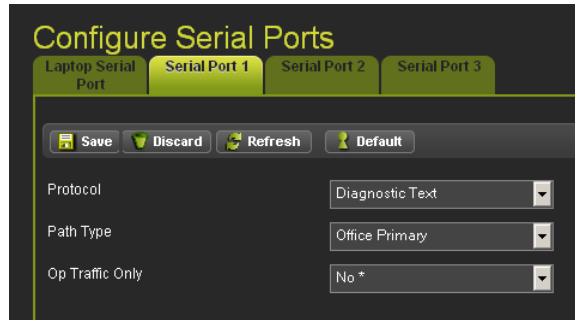 Configure Serial Ports
Laptop Serial Port
Serial Port 1
Serial Port 2
Serial Port 3
Save Discard Refresh Default
Protocol Diagnostic Text
Path Type Office Primary
Op Traffic Only No *